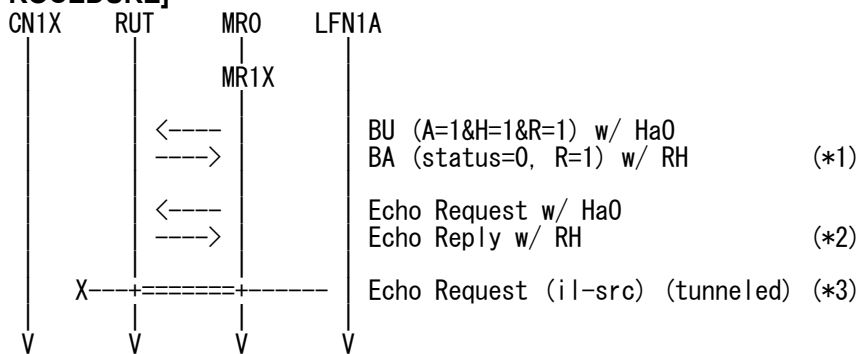 CN1X RUT MR0 LFN1A
| | | |
| | MR1X |
| | | |
| | <---- | | BU (A=1&H=1&R=1) w/ HaO
| | ----> | | BA (status=0, R=1) w/ RH (*1)
| | | |
| | <---- | | Echo Request w/ HaO
| | ----> | | Echo Reply w/ RH (*2)
| | | |
| X---+=======+------ | Echo Request (il-src) (tunneled) (*3)
| | | |
V V V V